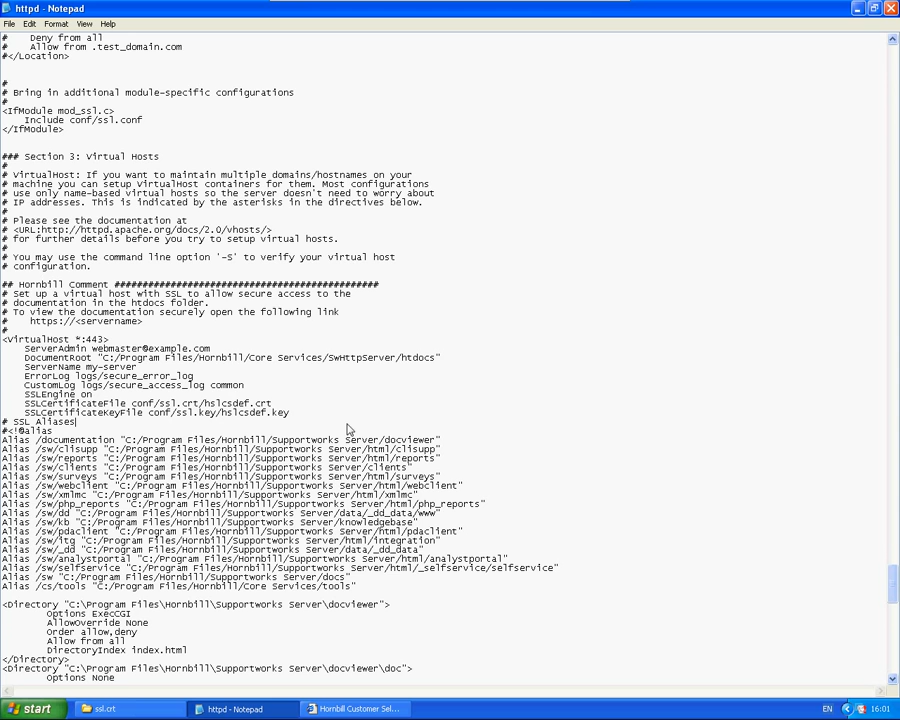 httpd - Notepad
File Edit Format View Help
#    Deny from all
#    Allow from .test_domain.com
#</Location>
#
# Bring in additional module-specific configurations
#
<IfModule mod_ssl.c>
    Include conf/ssl.conf
</IfModule>
### Section 3: Virtual Hosts
#
# VirtualHost: If you want to maintain multiple domains/hostnames on your
# machine you can setup VirtualHost containers for them. Most configurations
# use only name-based virtual hosts so the server doesn't need to worry about
# IP addresses. This is indicated by the asterisks in the directives below.
#
# Please see the documentation at
# <URL:http://httpd.apache.org/docs/2.0/vhosts/>
# for further details before you try to setup virtual hosts.
#
# You may use the command line option '-S' to verify your virtual host
# configuration.
## Hornbill Comment ###############################################
# Set up a virtual host with SSL to allow secure access to the
# documentation in the htdocs folder.
# To view the documentation securely open the following link
#    https://<servername>
#
<VirtualHost *:443>
    ServerAdmin webmaster@example.com
    DocumentRoot "C:/Program Files/Hornbill/Core Services/SwHttpServer/htdocs"
    ServerName my-server
    ErrorLog logs/secure_error_log
    CustomLog logs/secure_access_log common
    SSLEngine on
    SSLCertificateFile conf/ssl.crt/hslcsdef.crt
    SSLCertificateKeyFile conf/ssl.key/hslcsdef.key
# SSL Aliases
#<!@alias
Alias /documentation "C:/Program Files/Hornbill/Supportworks Server/docviewer"
Alias /sw/clisupp "C:/Program Files/Hornbill/Supportworks Server/html/clisupp"
Alias /sw/reports "C:/Program Files/Hornbill/Supportworks Server/html/reports"
Alias /sw/clients "C:/Program Files/Hornbill/Supportworks Server/clients"
Alias /sw/surveys "C:/Program Files/Hornbill/Supportworks Server/html/surveys"
Alias /sw/webclient "C:/Program Files/Hornbill/Supportworks Server/html/webclient"
Alias /sw/xmlmc "C:/Program Files/Hornbill/Supportworks Server/html/xmlmc"
Alias /sw/php_reports "C:/Program Files/Hornbill/Supportworks Server/html/php_reports"
Alias /sw/dd "C:/Program Files/Hornbill/Supportworks Server/data/_dd_data/www"
Alias /sw/kb "C:/Program Files/Hornbill/Supportworks Server/knowledgebase"
Alias /sw/pdaclient "C:/Program Files/Hornbill/Supportworks Server/html/pdaclient"
Alias /sw/itg "C:/Program Files/Hornbill/Supportworks Server/html/integration"
Alias /sw/_dd "C:/Program Files/Hornbill/Supportworks Server/data/_dd_data"
Alias /sw/analystportal "C:/Program Files/Hornbill/Supportworks Server/html/analystportal"
Alias /sw/selfservice "C:/Program Files/Hornbill/Supportworks Server/html/_selfservice/selfservice"
Alias /sw "C:/Program Files/Hornbill/Supportworks Server/docs"
Alias /cs/tools "C:/Program Files/Hornbill/Core Services/tools"
<Directory "C:\Program Files\Hornbill\Supportworks Server\docviewer">
        Options ExecCGI
        AllowOverride None
        Order allow,deny
        Allow from all
        DirectoryIndex index.html
</Directory>
<Directory "C:\Program Files\Hornbill\Supportworks Server\docviewer\doc">
        Options None
start ssl.crt httpd - Notepad Hornbill Customer Sel... EN 16:01